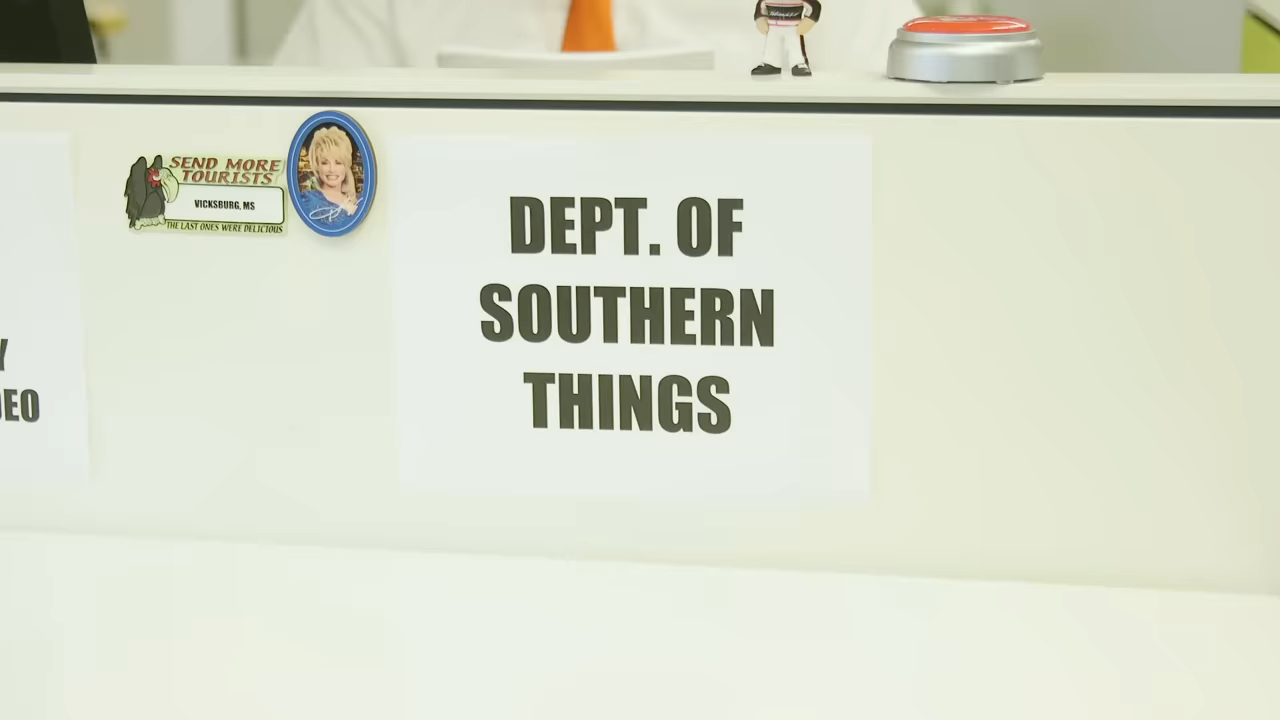 SEND MORE
TOURISTS
VICKSBURG, MS
THE LAST ONES WERE DELICIOUS
DEPT. OF
SOUTHERN
THINGS